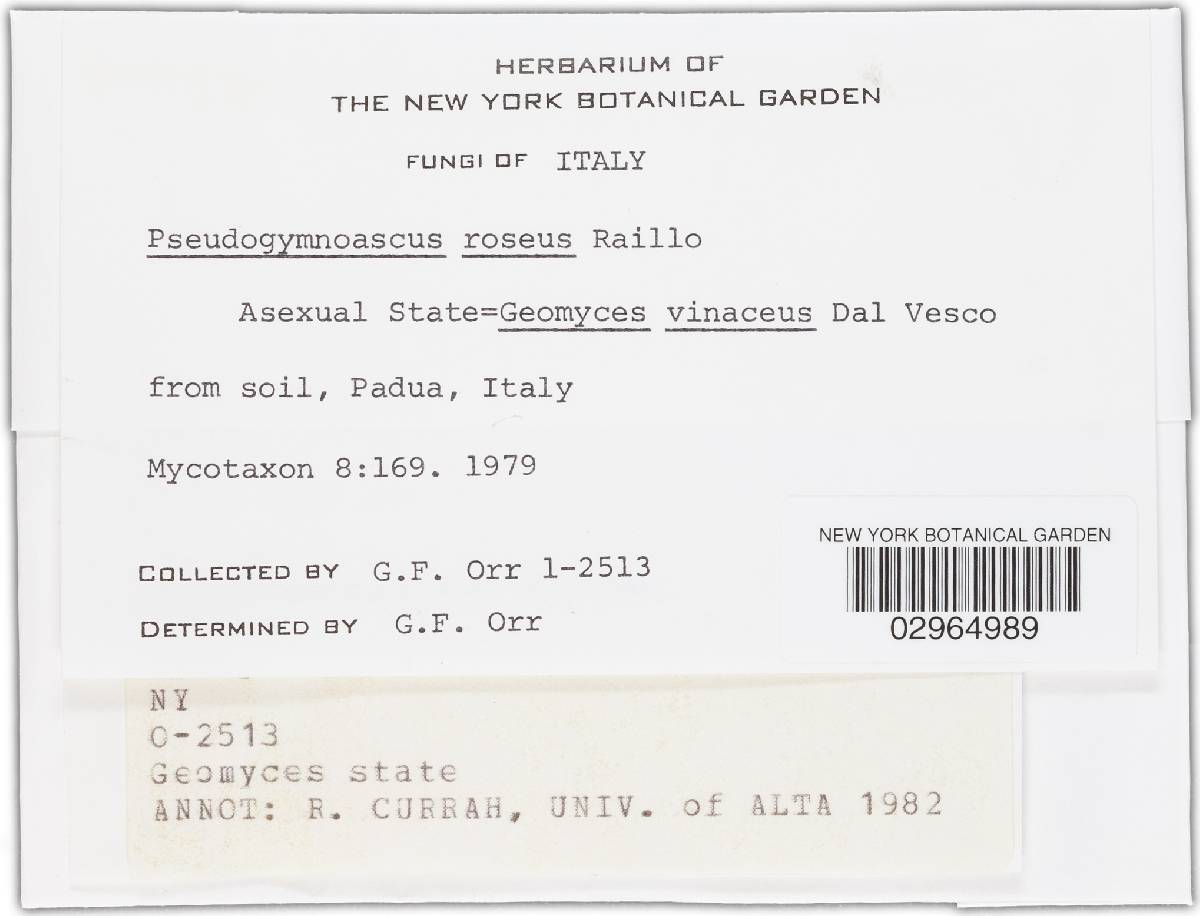 HERBARIUM OF
THE NEW YORK BOTANICAL GARDEN
FUNGI OF ITALY
Pseudogymnoascus roseus Raillo
Asexual State=Geomyces vinaceus Dal Vesco
from soil, Padua, Italy
Mycotaxon 8:169. 1979
COLLECTED BY G.F. Orr 1-2513
DETERMINED BY G.F. Orr
NEW YORK BOTANICAL GARDEN
02964989
NY
O-2513
Geomyces state
ANNOT: R. CURRAH, UNIV. of ALTA 1982